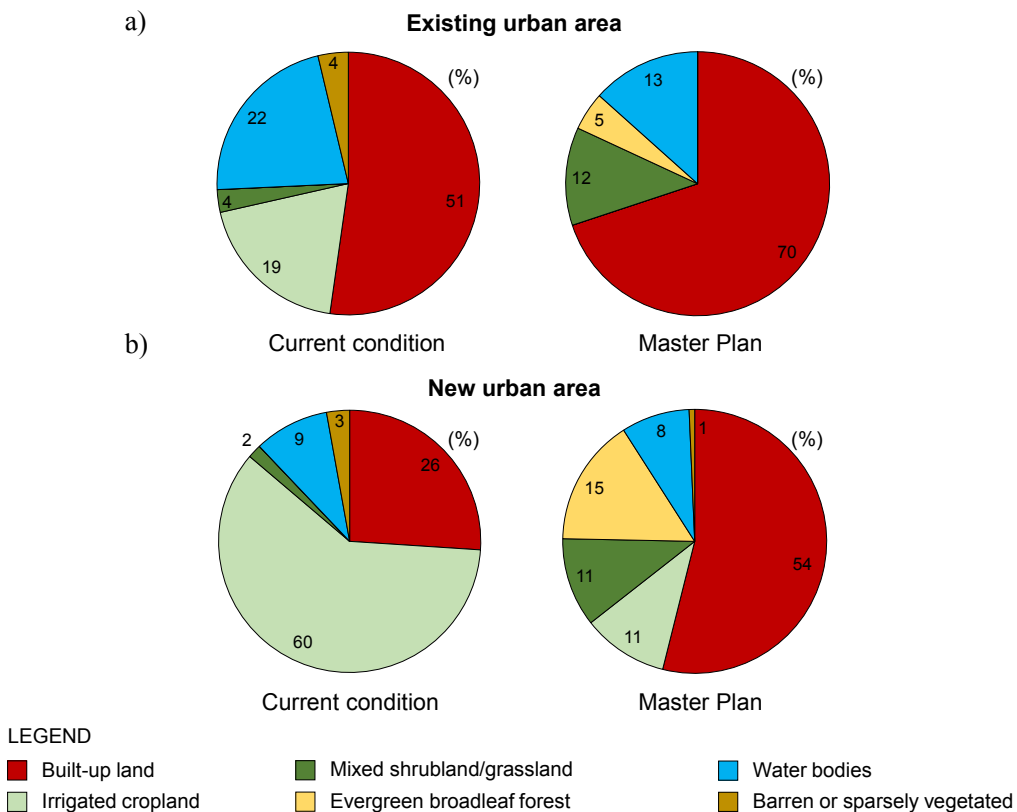 a)
Existing urban area
4 (%) 13 (%)
22 5
12
4 51
19 70
Current condition Master Plan
b)
New urban area
2 9 3 (%) 8 1 (%)
26
15
54
11
60 11
Current condition Master Plan
LEGEND
Built-up land Mixed shrubland/grassland Water bodies
Irrigated cropland Evergreen broadleaf forest Barren or sparsely vegetated